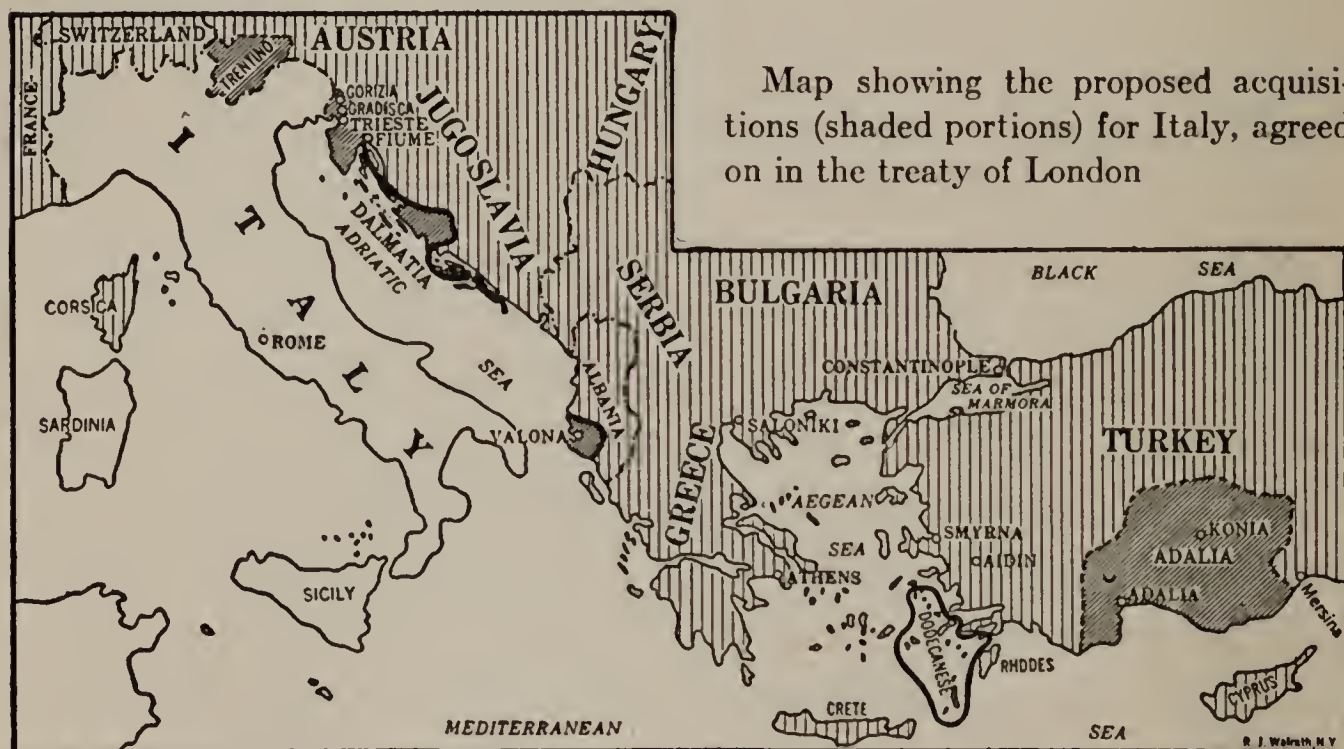 Map showing the proposed acquisi-
tions (shaded portions) for Italy, agreed
on in the treaty of London
SWITZERLAND
AUSTRIA
HUNGARY
TRENTINO
FRANCE
JUGO SLAVIA
GORIZIA
GRADISCA
TRIESTE
FIUME
ITALY
DALMATIA
ADRIATIC
SEA
BLACK SEA
SERBIA
BULGARIA
CORSICA
ROME
CONSTANTINOPLE
SEA OF
MARMORA
ALBANIA
SARDINIA
VALONA
SALONIKI
TURKEY
GREECE
AEGEAN
SEA
SMYRNA
KONIA
ADALIA
AIDIN
ATHENS
ADALIA
SICILY
Mersina
DODECANESE
RHODES
CYPRUS
CRETE
MEDITERRANEAN SEA
R. J. Walrath, N.Y.